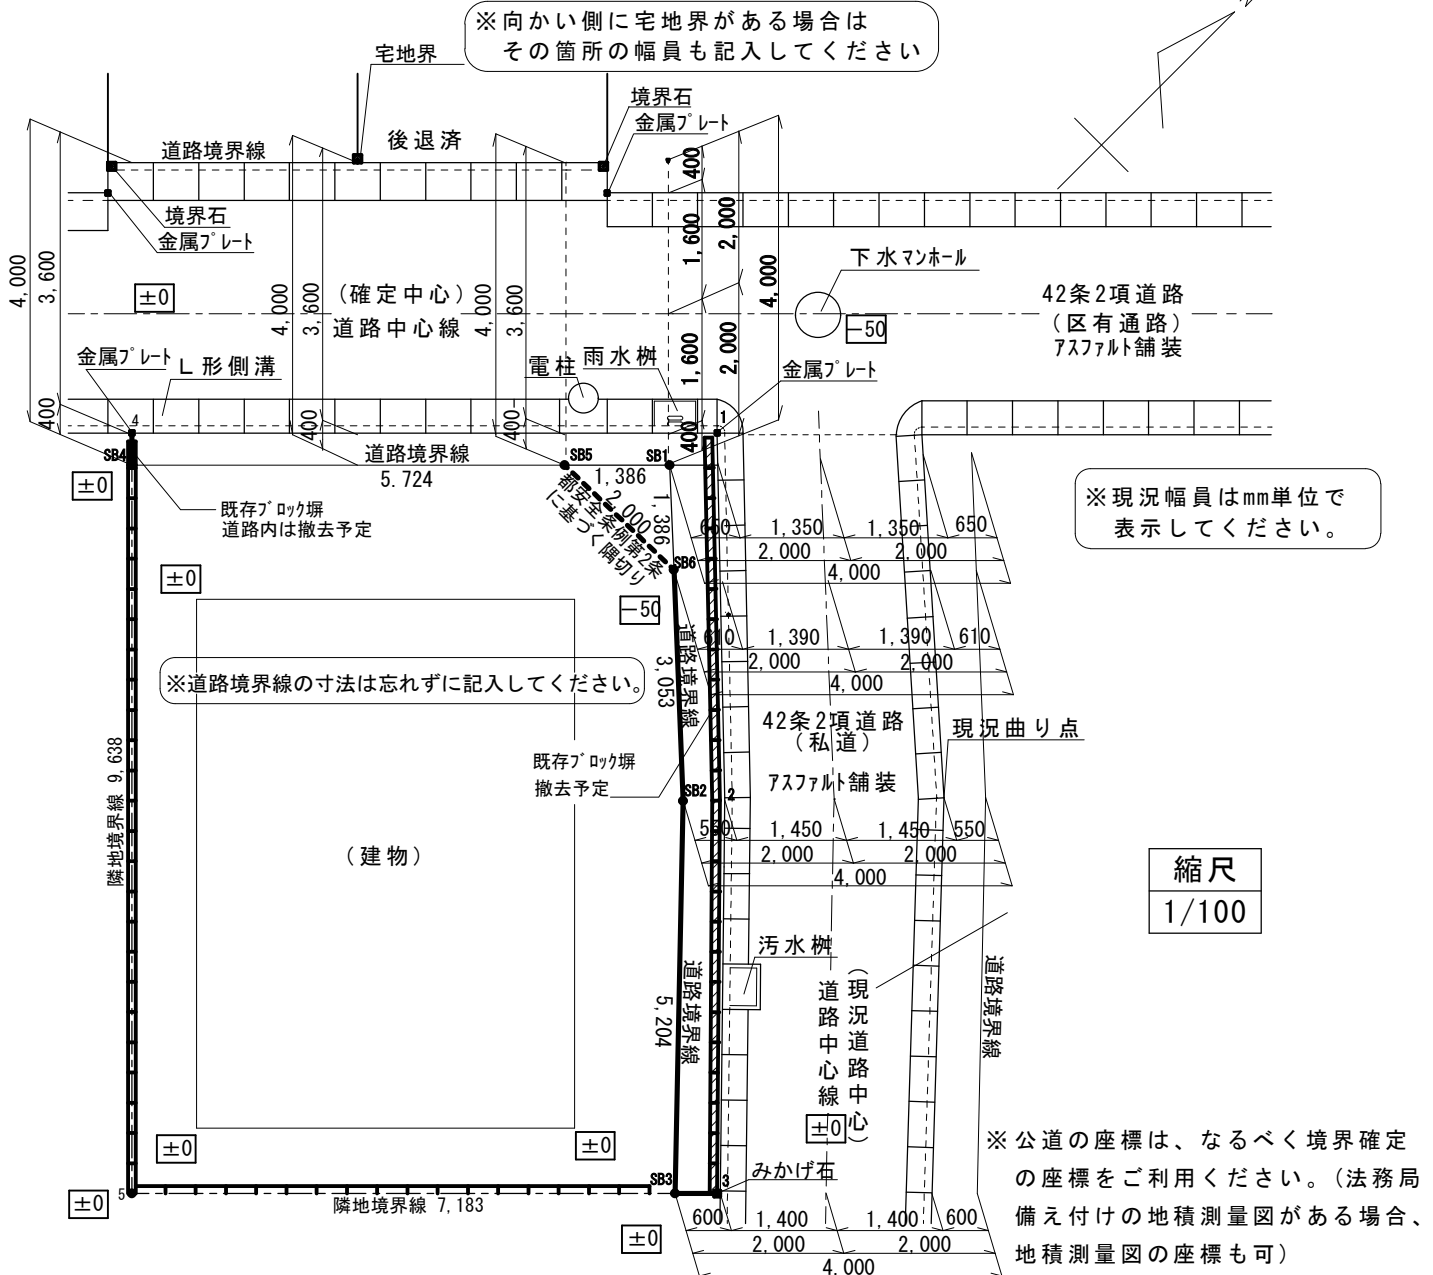 ※向かい側に宅地界がある場合は
その箇所の幅員も記入してください
宅地界
境界石
金属ﾌﾟﾚｰﾄ
道路境界線
後退済
境界石
金属ﾌﾟﾚｰﾄ
400
1,600
2,000
4,000
4,000
3,600
±0
4,000
3,600
(確定中心)
道路中心線
4,000
3,600
下水ﾏﾝﾎｰﾙ
-50
42条2項道路
(区有通路)
ｱｽﾌｧﾙﾄ舗装
1,600
2,000
金属ﾌﾟﾚｰﾄ
L形側溝
電柱
雨水桝
金属ﾌﾟﾚｰﾄ
400
400
400
400
4
1
SB4
道路境界線
5.724
SB5
SB1
±0
既存ﾌﾞﾛｯｸ塀
道路内は撤去予定
1,386
1,386
2,000
都安全条例第2条
に基づく隅切り
SB6
※現況幅員はmm単位で
表示してください。
650
1,350
1,350
650
2,000
2,000
4,000
±0
-50
610
1,390
1,390
610
2,000
2,000
4,000
道路境界線
3,053
※道路境界線の寸法は忘れずに記入してください。
42条2項道路
(私道)
ｱｽﾌｧﾙﾄ舗装
現況曲り点
既存ﾌﾞﾛｯｸ塀
撤去予定
SB2
2
隣地境界線 9,638
550
1,450
1,450
550
2,000
2,000
4,000
(建物)
縮尺
1/100
汚水桝
道路境界線
5,204
道路中心線
(現況道路中心)
道路境界線
±0
±0
±0
みかげ石
SB3
3
±0
5
隣地境界線 7,183
±0
600
1,400
1,400
600
2,000
2,000
4,000
※公道の座標は、なるべく境界確定
の座標をご利用ください。(法務局
備え付けの地積測量図がある場合、
地積測量図の座標も可)